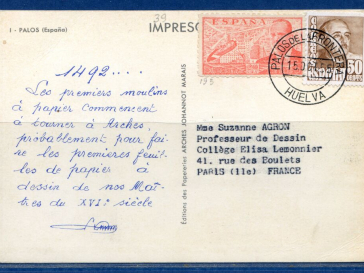 39
I - PALOS (España)
IMPRESO
ESPAÑA
PALOS DE LA FRONTERA
HUELVA
1492....
Les premiers moulins
à papier commencent
à tourner à Arches,
probablement pour fai
re les premières feuil
les de papier à
dessin de nos Maî
tres du XVIe siècle
Editions des Papeteries ARCHES JOHANNOT MARAIS
Mme Suzanne AGRON
Professeur de Dessin
Collège Elisa Lemonnier
41. rue des Boulets
PARIS (11e) FRANCE